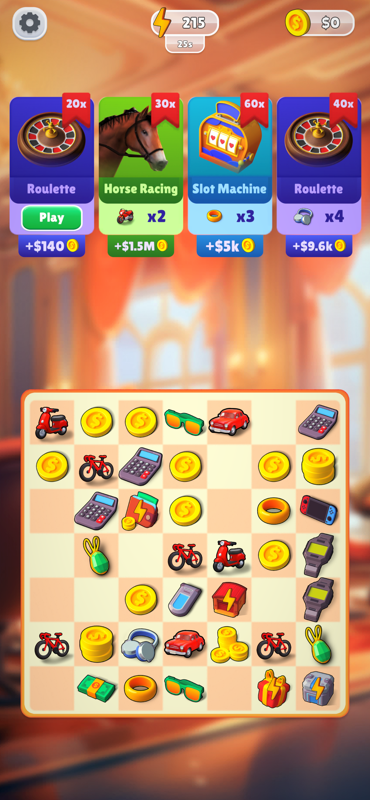 215
$0
25s
20x
30x
60x
40x
Roulette
Horse Racing
Slot Machine
Roulette
Play
x2
x3
x4
+$140
+$1.5M
+$5k
+$9.6k